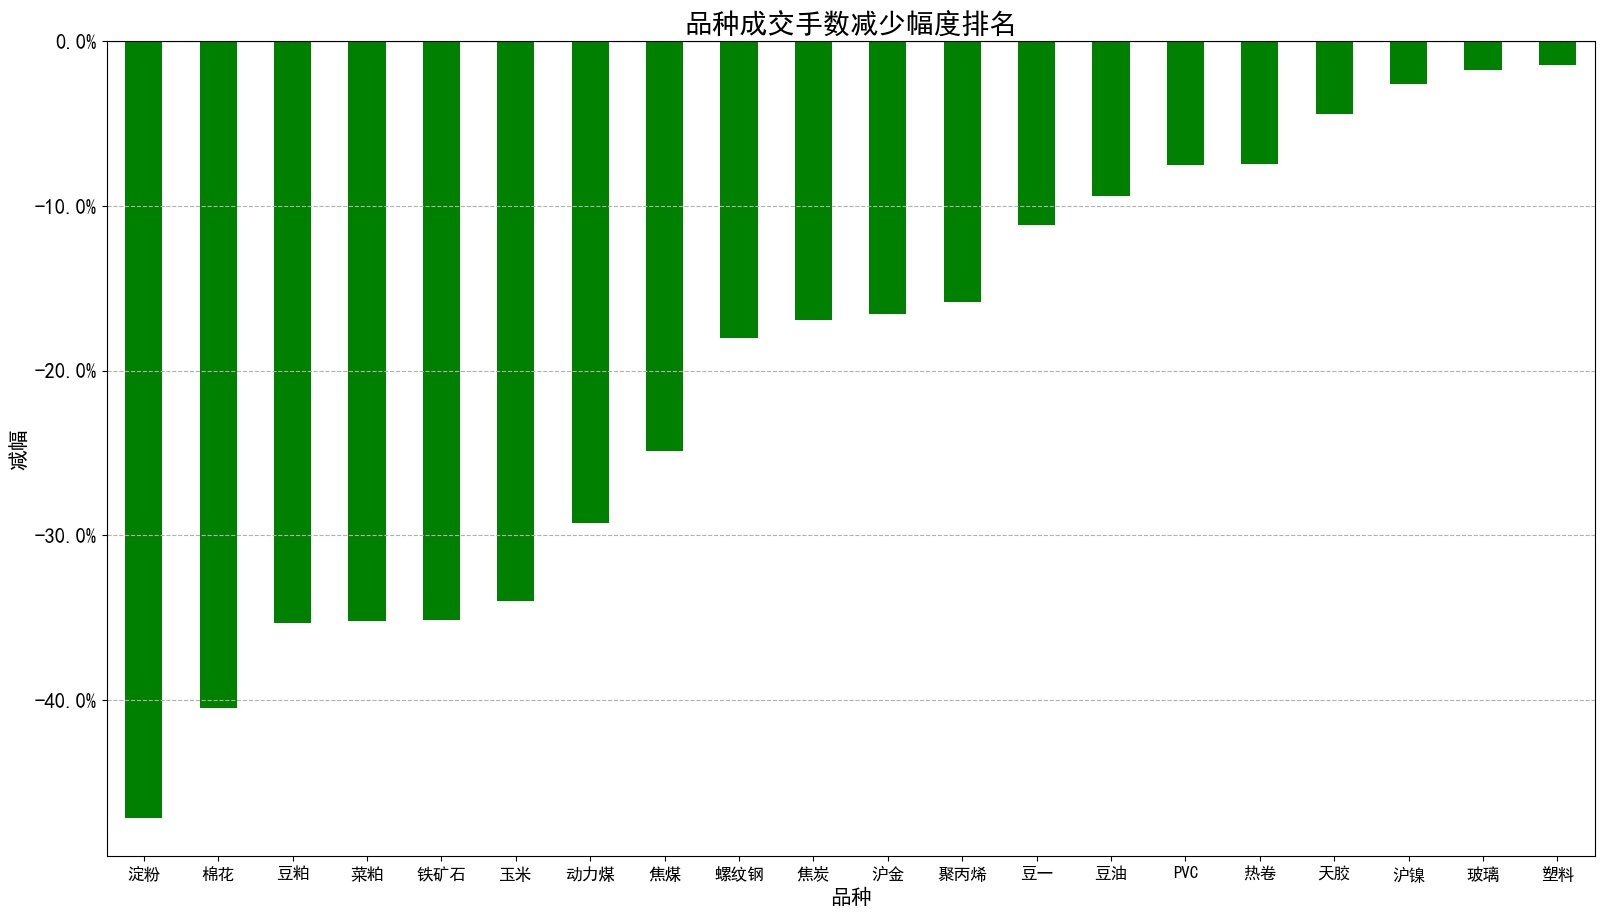 品种成交手数减少幅度排名
0.0%
−10.0%
−20.0%
−30.0%
−40.0%
减幅
淀粉 棉花 豆粕 菜粕 铁矿石 玉米 动力煤 焦煤 螺纹钢 焦炭 沪金 聚丙烯 豆一 豆油 PVC 热卷 天胶 沪镍 玻璃 塑料
品种